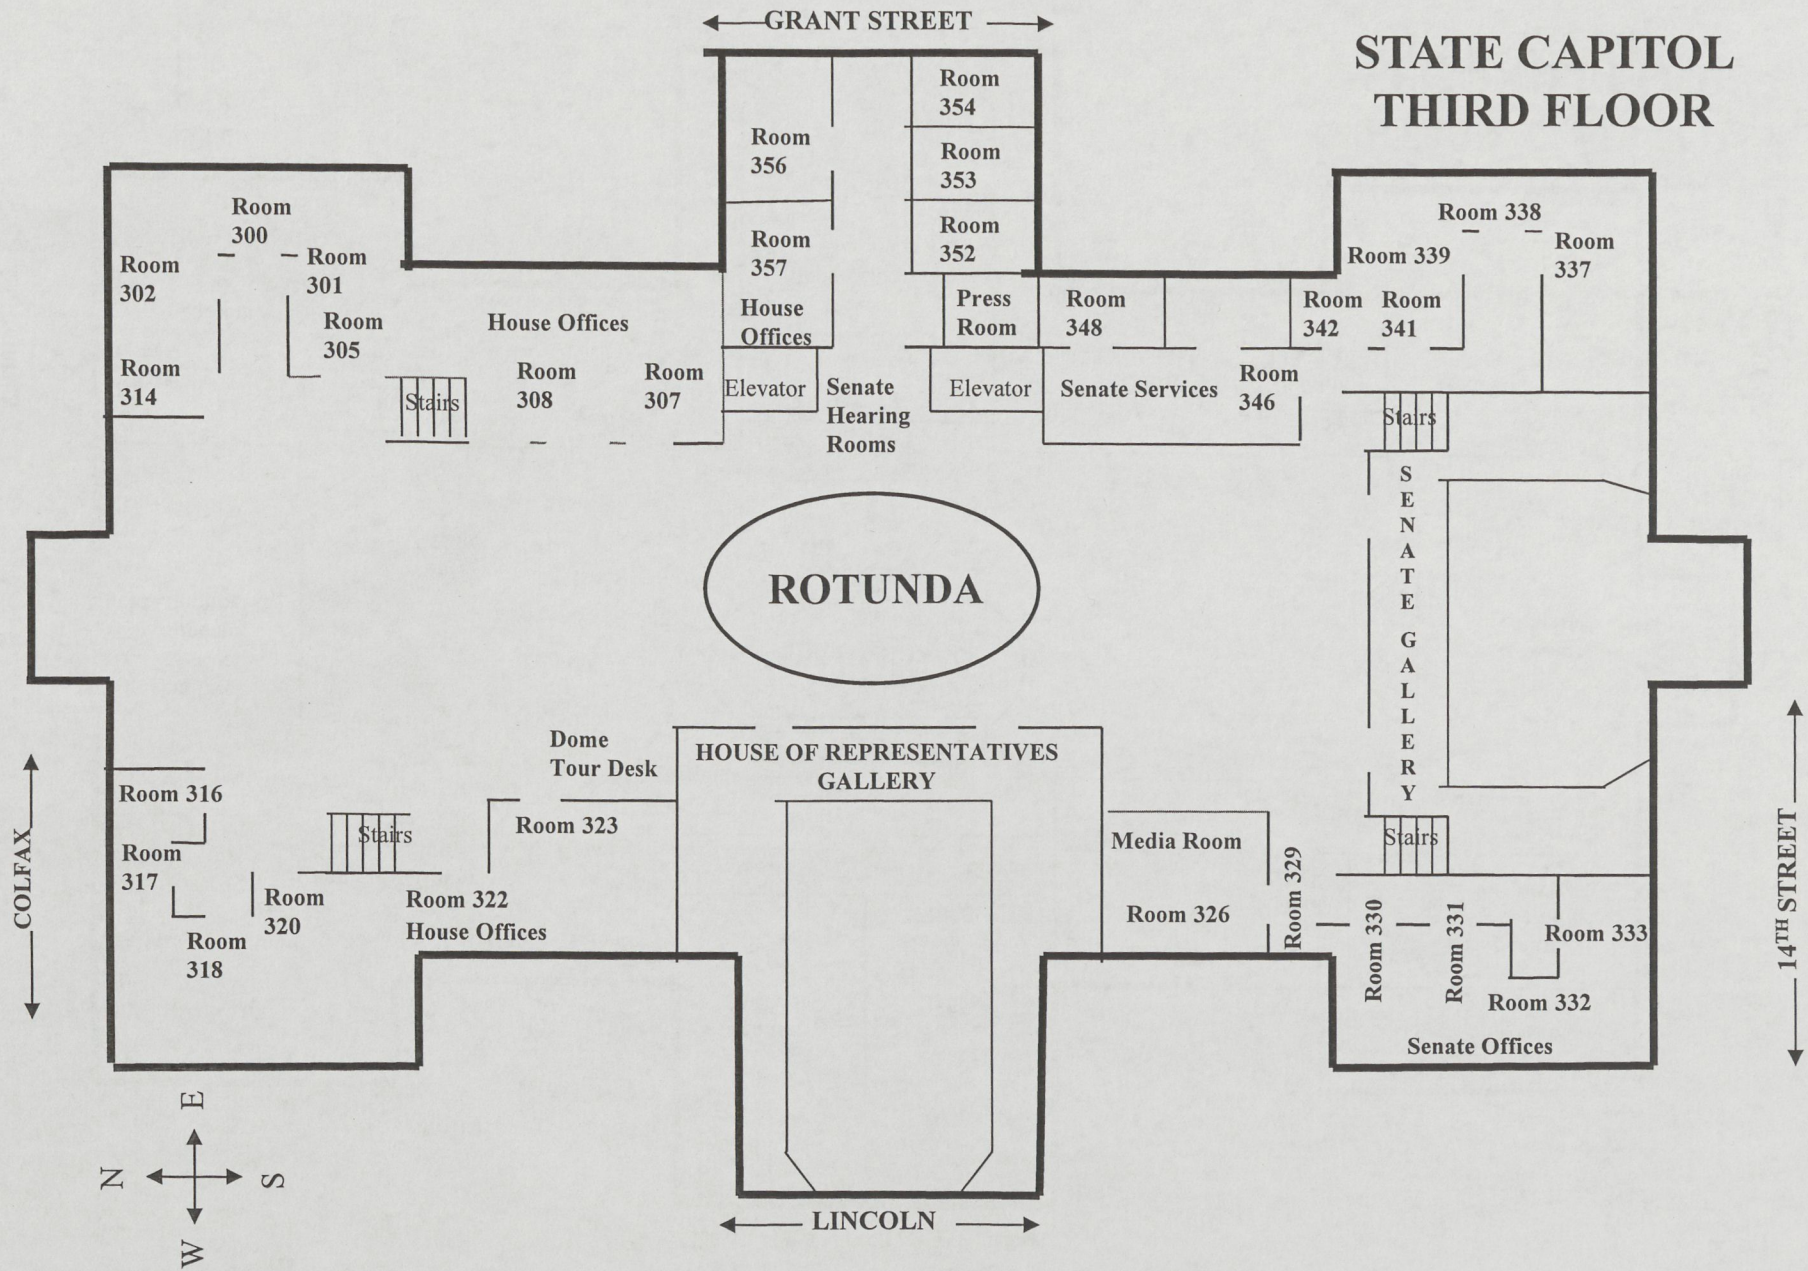 GRANT STREET
STATE CAPITOL
THIRD FLOOR
Room
354
Room
356
Room
353
Room
300
Room
352
Room
357
Room
302
Room
301
Room 338
Room 339
Room
337
Room
305
House Offices
House
Offices
Press
Room
Room
348
Room
342
Room
341
Room
314
Stairs
Room
308
Room
307
Elevator
Senate
Hearing
Rooms
Elevator
Senate Services
Room
346
Stairs
ROTUNDA
SENATE GALLERY
Dome
Tour Desk
HOUSE OF REPRESENTATIVES
GALLERY
COLFAX
Room 316
Room
317
Stairs
Room 323
Room
320
Room 322
House Offices
Room
318
Media Room
Room 326
Room 329
Stairs
Room 330
Room 331
Room 333
Room 332
Senate Offices
14TH STREET
E
N
S
W
LINCOLN